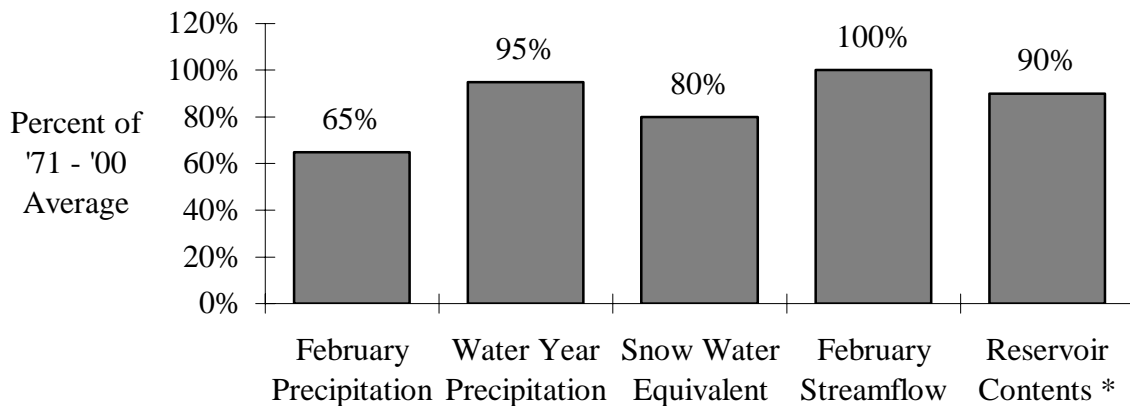 Percent of
'71 - '00
Average
120%
100%
80%
60%
40%
20%
0%
65%
95%
80%
100%
90%
February
Precipitation
Water Year
Precipitation
Snow Water
Equivalent
February
Streamflow
Reservoir
Contents *